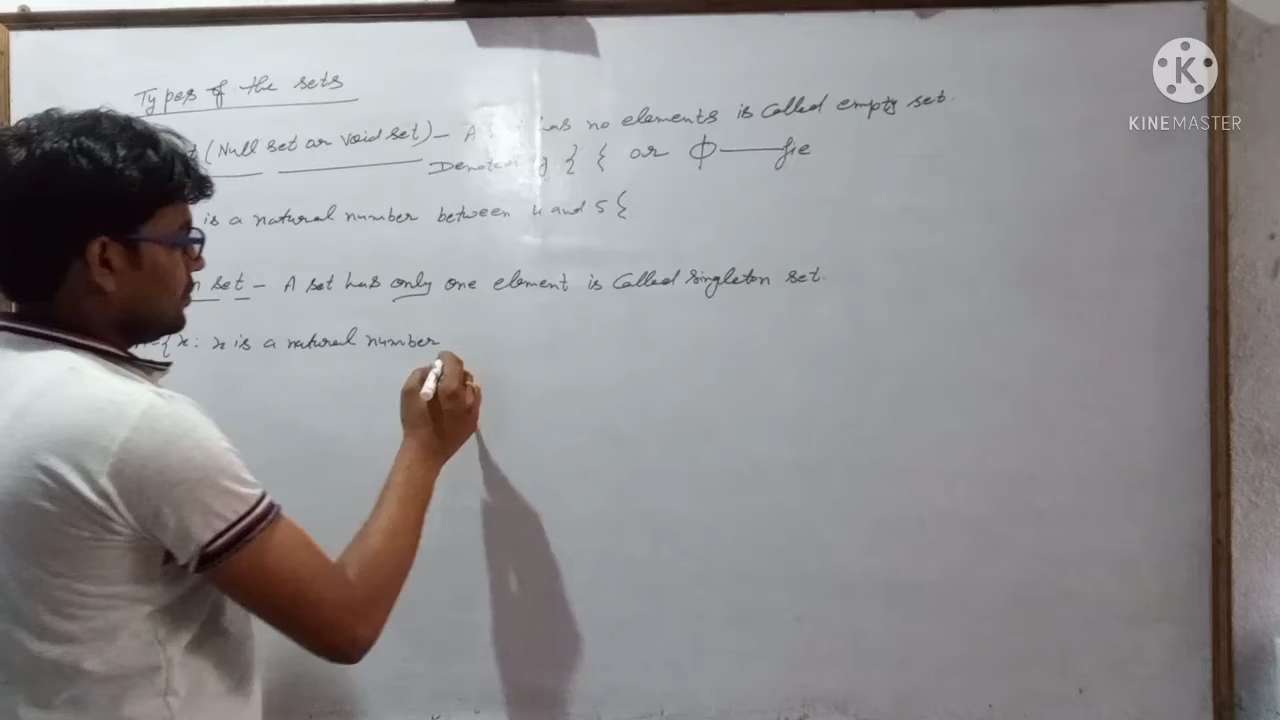 Types of the sets
(Null set or void set) – A has no elements is called empty set.
Denoted by } { or Φ — fie
is a natural number between 4 and 5 {
set – A set has only one element is called singleton set.
{x: x is a natural number
K
KINEMASTER